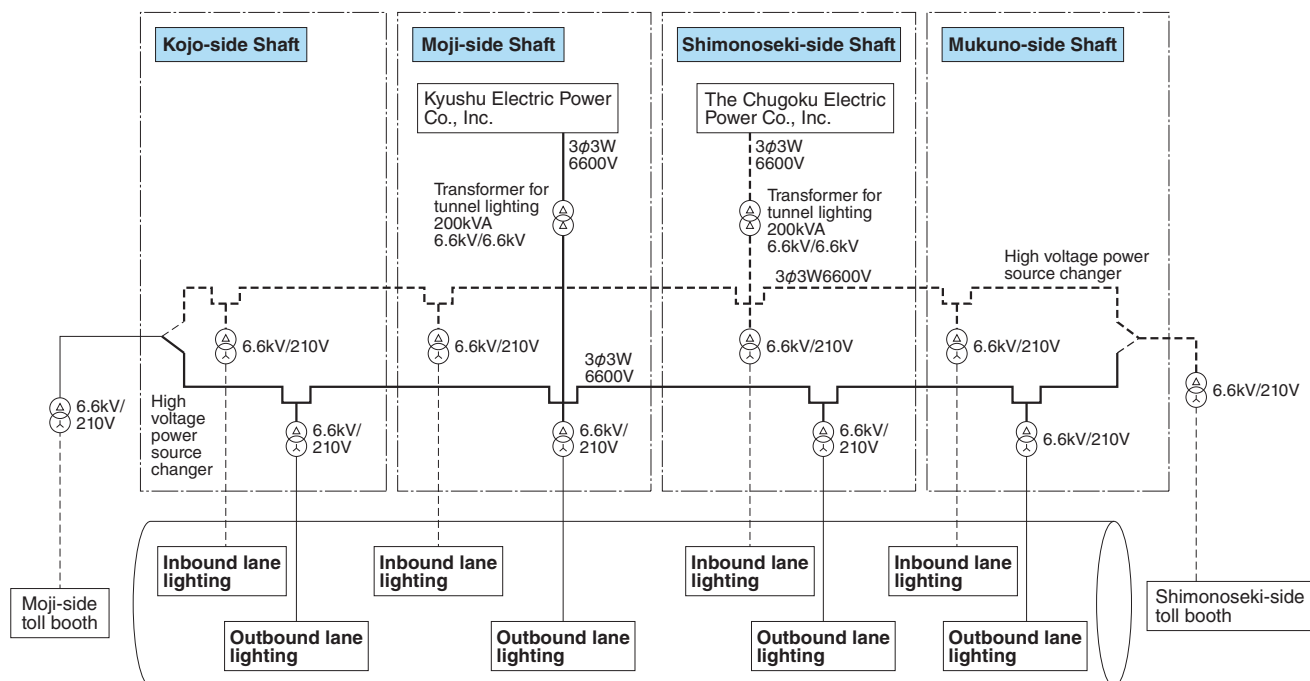 Kojo-side Shaft
Moji-side Shaft
Shimonoseki-side Shaft
Mukuno-side Shaft
Kyushu Electric Power
Co., Inc.
The Chugoku Electric
Power Co., Inc.
3φ3W
6600V
3φ3W
6600V
Transformer for
tunnel lighting
200kVA
6.6kV/6.6kV
Transformer for
tunnel lighting
200kVA
6.6kV/6.6kV
High voltage power
source changer
3φ3W6600V
6.6kV/210V
6.6kV/210V
6.6kV/210V
6.6kV/210V
3φ3W
6600V
6.6kV/
210V
High
voltage
power
source
changer
6.6kV/210V
6.6kV/
210V
6.6kV/
210V
6.6kV/
210V
6.6kV/210V
Inbound lane
lighting
Inbound lane
lighting
Inbound lane
lighting
Inbound lane
lighting
Moji-side
toll booth
Shimonoseki-side
toll booth
Outbound lane
lighting
Outbound lane
lighting
Outbound lane
lighting
Outbound lane
lighting